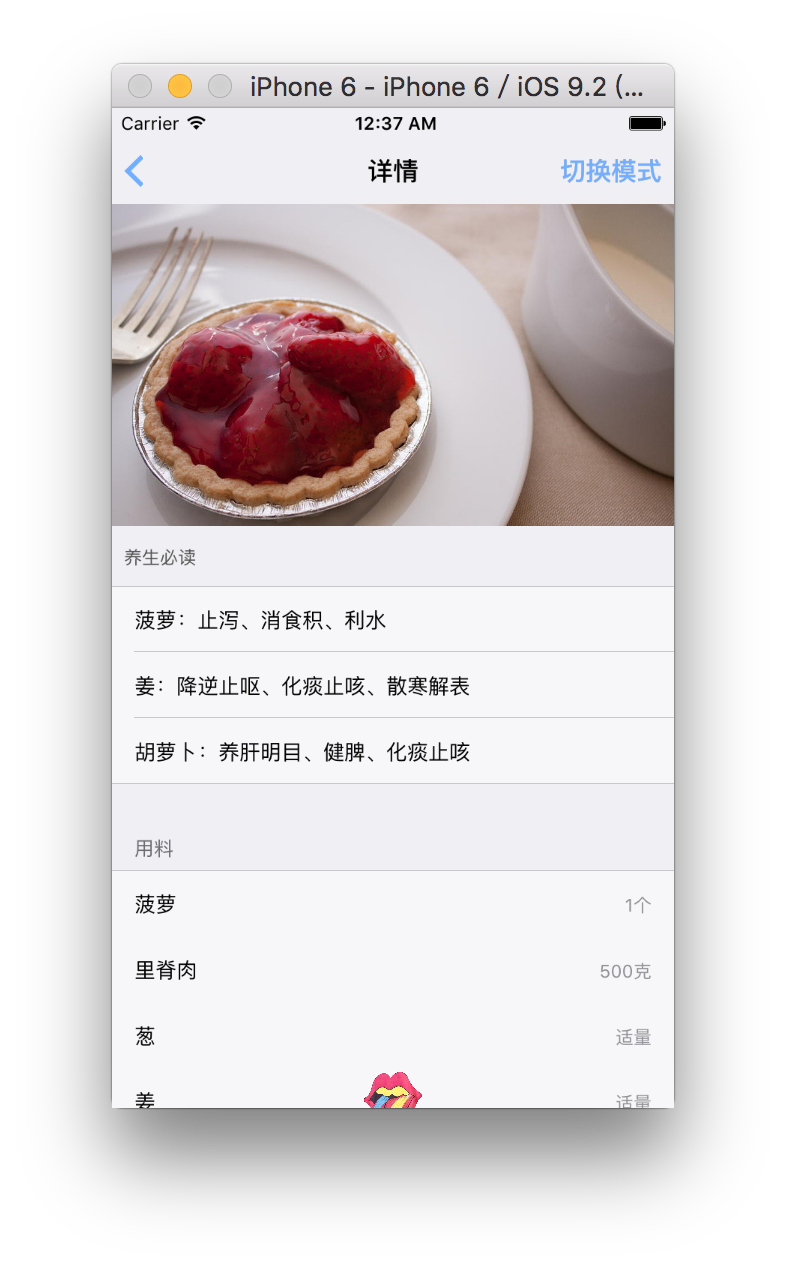 iPhone 6 - iPhone 6 / iOS 9.2 (...
Carrier 12:37 AM
详情 切换模式
养生必读
菠萝：止泻、消食积、利水
姜：降逆止呕、化痰止咳、散寒解表
胡萝卜：养肝明目、健脾、化痰止咳
用料
菠萝 1个
里脊肉 500克
葱 适量
姜 适量